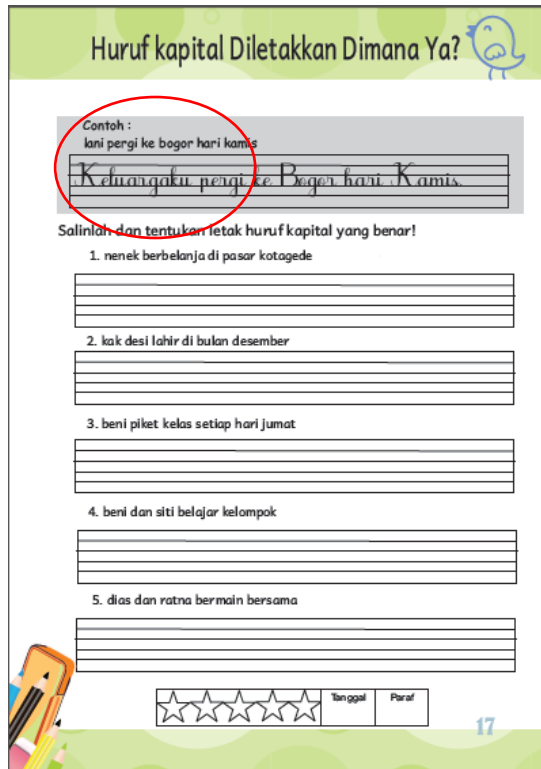 Huruf kapital Diletakkan Dimana Ya?
Contoh :
lani pergi ke bogor hari kamis
Keluargaku pergi ke Bogor hari Kamis.
Salinlah dan tentukan letak huruf kapital yang benar!
1. nenek berbelanja di pasar kotagede
2. kak desi lahir di bulan desember
3. beni piket kelas setiap hari jumat
4. beni dan siti belajar kelompok
5. dias dan ratna bermain bersama
Tanggal Paraf
17